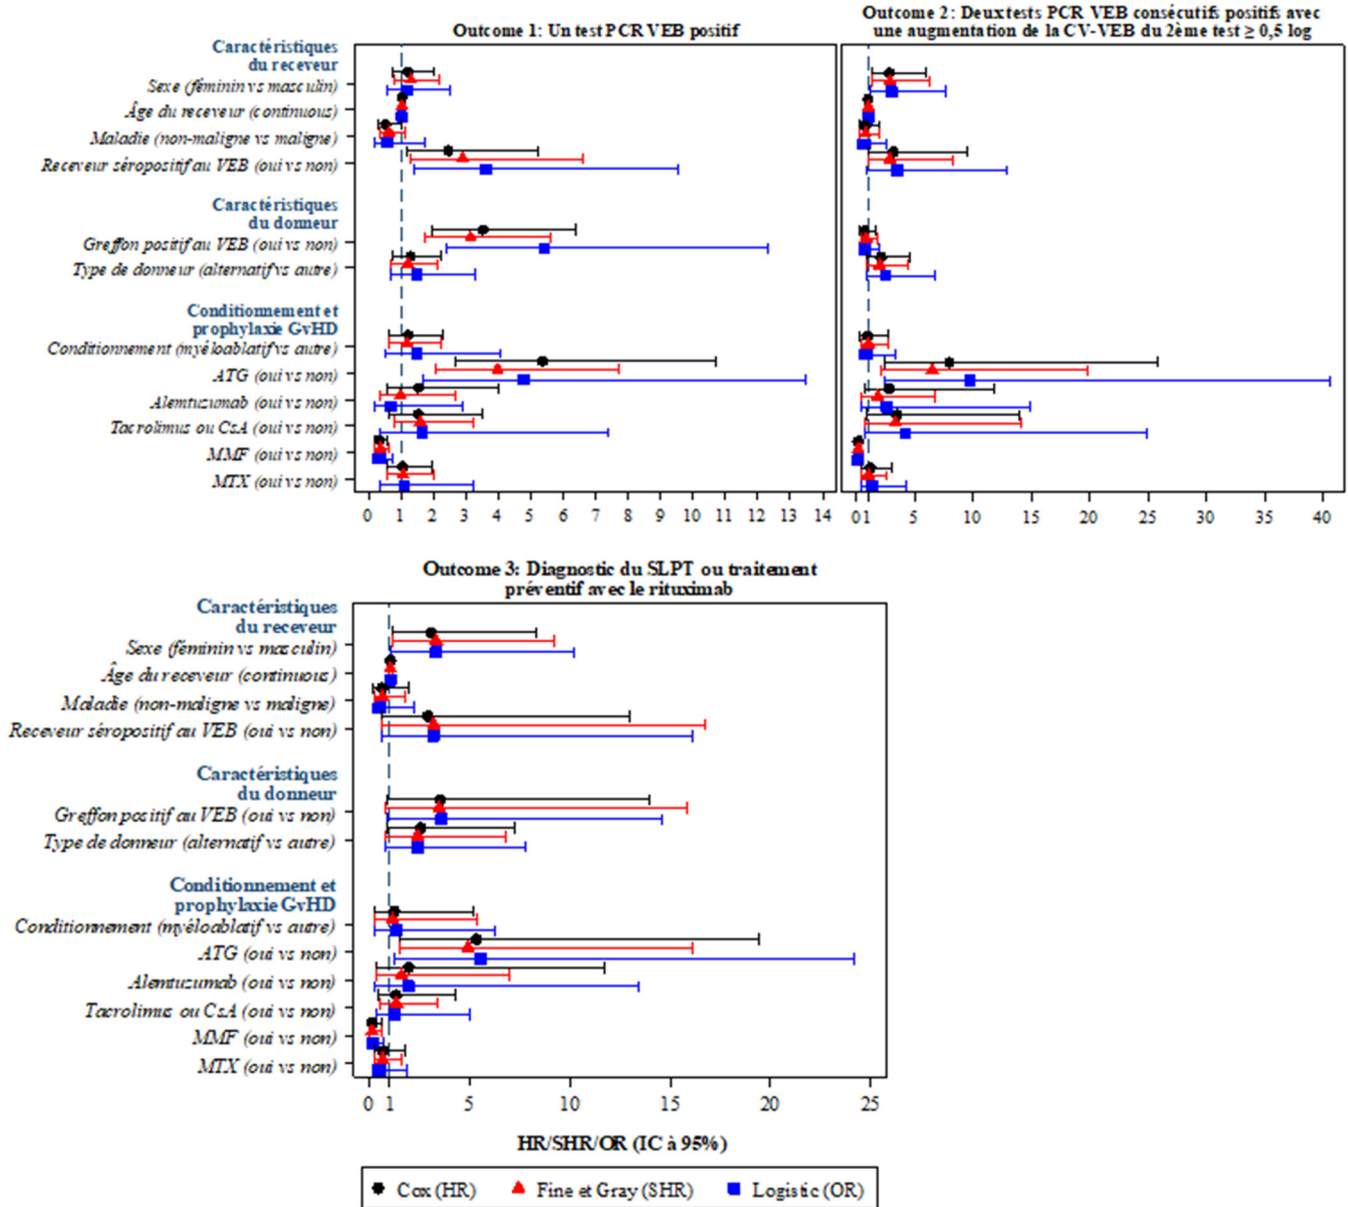 Outcome 1: Un test PCR VEB positif
Outcome 2: Deux tests PCR VEB consécutifs positifs avec
une augmentation de la CV-VEB du 2ème test ≥ 0,5 log
Caractéristiques
du receveur
Sexe (féminin vs masculin)
Âge du receveur (continuous)
Maladie (non-maligne vs maligne)
Receveur séropositif au VEB (oui vs non)
Caractéristiques
du donneur
Greffon positif au VEB (oui vs non)
Type de donneur (alternatif vs autre)
Conditionnement et
prophylaxie GvHD
Conditionnement (myéloablatif vs autre)
ATG (oui vs non)
Alemtuzumab (oui vs non)
Tacrolimus ou CsA (oui vs non)
MMF (oui vs non)
MTX (oui vs non)
0 1 2 3 4 5 6 7 8 9 10 11 12 13 14
0 1 5 10 15 20 25 30 35 40
Outcome 3: Diagnostic du SLPT ou traitement
préventif avec le rituximab
Caractéristiques
du receveur
Sexe (féminin vs masculin)
Âge du receveur (continuous)
Maladie (non-maligne vs maligne)
Receveur séropositif au VEB (oui vs non)
Caractéristiques
du donneur
Greffon positif au VEB (oui vs non)
Type de donneur (alternatif vs autre)
Conditionnement et
prophylaxie GvHD
Conditionnement (myéloablatif vs autre)
ATG (oui vs non)
Alemtuzumab (oui vs non)
Tacrolimus ou CsA (oui vs non)
MMF (oui vs non)
MTX (oui vs non)
0 1 5 10 15 20 25
HR/SHR/OR (IC à 95%)
Cox (HR) Fine et Gray (SHR) Logistic (OR)